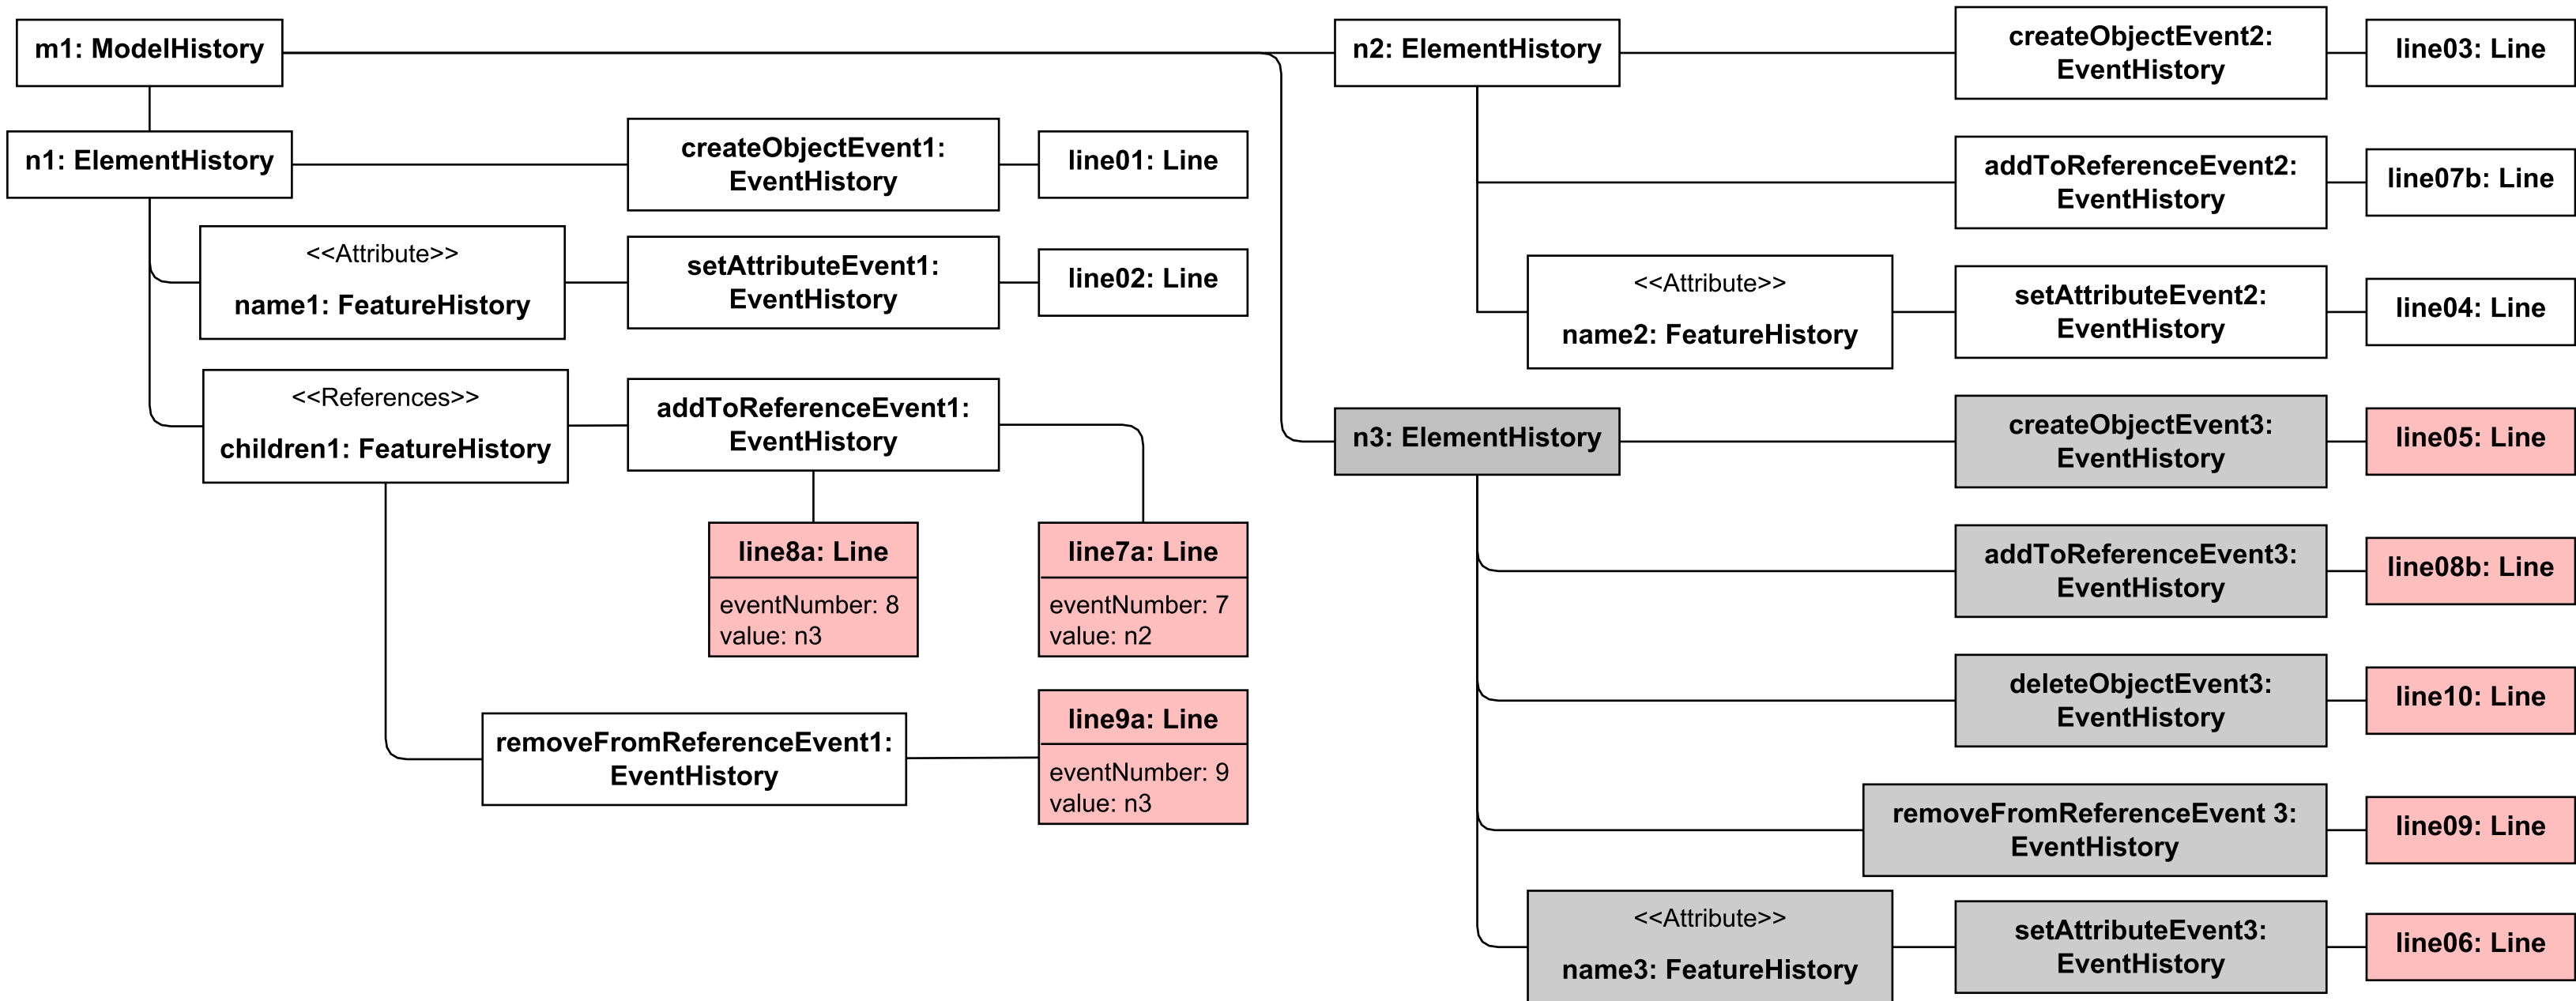 m1: ModelHistory
n1: ElementHistory
createObjectEvent1:
EventHistory
line01: Line
<<Attribute>>
name1: FeatureHistory
setAttributeEvent1:
EventHistory
line02: Line
<<References>>
children1: FeatureHistory
addToReferenceEvent1:
EventHistory
line8a: Line
eventNumber: 8
value: n3
line7a: Line
eventNumber: 7
value: n2
removeFromReferenceEvent1:
EventHistory
line9a: Line
eventNumber: 9
value: n3
n2: ElementHistory
createObjectEvent2:
EventHistory
line03: Line
addToReferenceEvent2:
EventHistory
line07b: Line
<<Attribute>>
name2: FeatureHistory
setAttributeEvent2:
EventHistory
line04: Line
n3: ElementHistory
createObjectEvent3:
EventHistory
line05: Line
addToReferenceEvent3:
EventHistory
line08b: Line
deleteObjectEvent3:
EventHistory
line10: Line
removeFromReferenceEvent 3:
EventHistory
line09: Line
<<Attribute>>
name3: FeatureHistory
setAttributeEvent3:
EventHistory
line06: Line